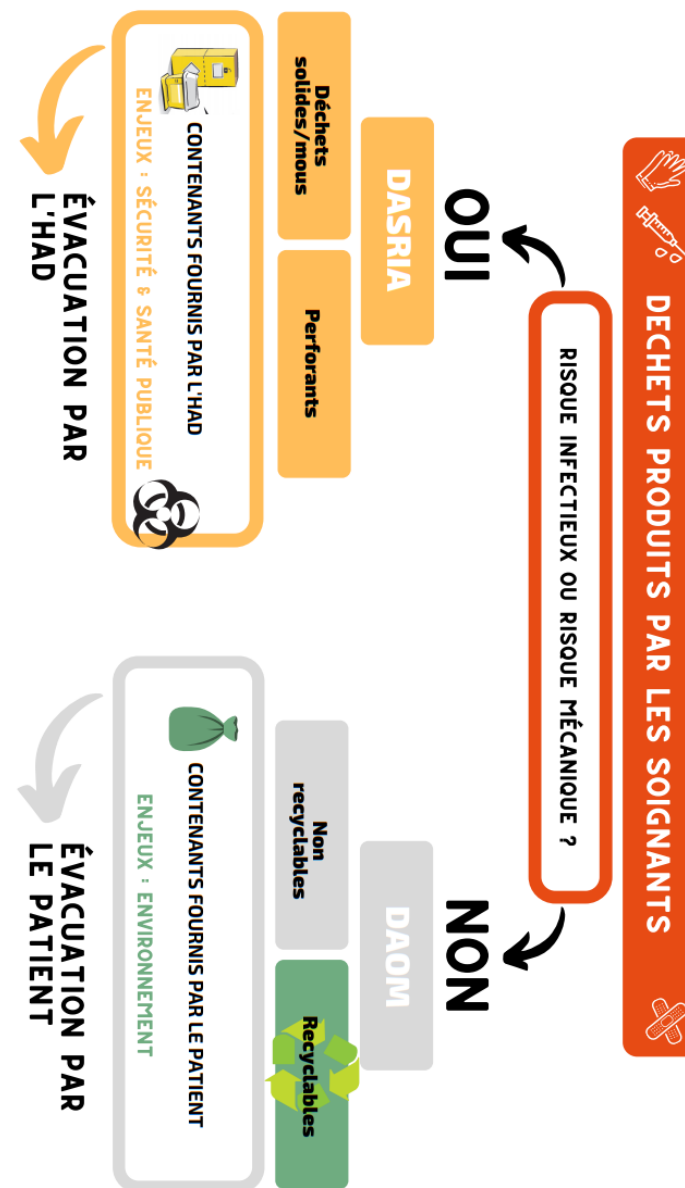 DECHETS PRODUITS PAR LES SOIGNANTS
RISQUE INFECTIEUX OU RISQUE MÉCANIQUE ?
OUI
DASRIA
Déchets
solides/mous
Perforants
CONTENANTS FOURNIS PAR L'HAD
ENJEUX : SÉCURITÉ & SANTÉ PUBLIQUE
ÉVACUATION PAR
L'HAD
NON
DAOM
Non
recyclables
Recyclables
CONTENANTS FOURNIS PAR LE PATIENT
ENJEUX : ENVIRONNEMENT
ÉVACUATION PAR
LE PATIENT